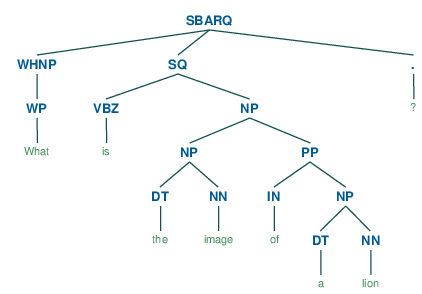 SBARQ
WHNP SQ .
WP VBZ NP ?
What is NP PP
DT NN IN NP
the image of DT NN
a lion